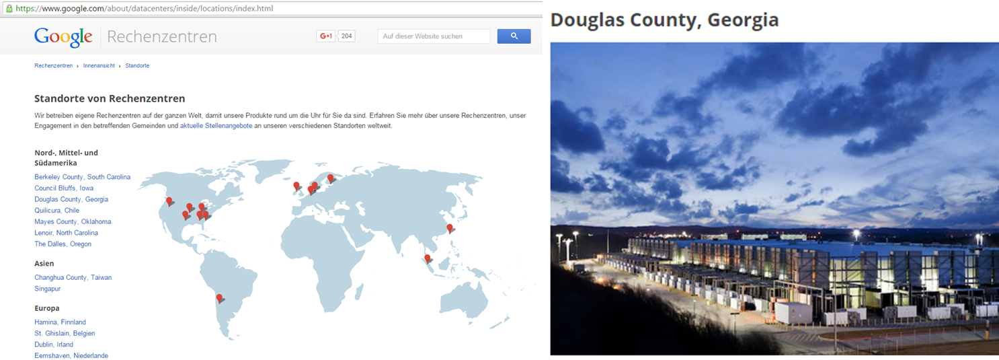 https://www.google.com/about/datacenters/inside/locations/index.html
Google Rechenzentren
G+1 204
Auf dieser Website suchen
Rechenzentren › Innenansicht › Standorte
Standorte von Rechenzentren
Wir betreiben eigene Rechenzentren auf der ganzen Welt, damit unsere Produkte rund um die Uhr für Sie da sind. Erfahren Sie mehr über unsere Rechenzentren, unser
Engagement in den betreffenden Gemeinden und aktuelle Stellenangebote an unseren verschiedenen Standorten weltweit.
Nord-, Mittel- und
Südamerika
Berkeley County, South Carolina
Council Bluffs, Iowa
Douglas County, Georgia
Quilicura, Chile
Mayes County, Oklahoma
Lenoir, North Carolina
The Dalles, Oregon
Asien
Changhua County, Taiwan
Singapur
Europa
Hamina, Finnland
St. Ghislain, Belgien
Dublin, Irland
Eemshaven, Niederlande
Douglas County, Georgia